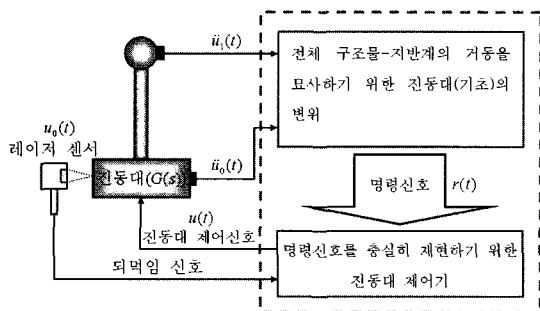 ü₁(t)
전체 구조물-지반계의 거동을
묘사하기 위한 진동대(기초)의
변위
u₀(t)
레이저 센서
진동대(G(s))
ü₀(t)
명령신호 r(t)
u(t)
진동대 제어신호
명령신호를 충실히 재현하기 위한
진동대 제어기
되먹임 신호